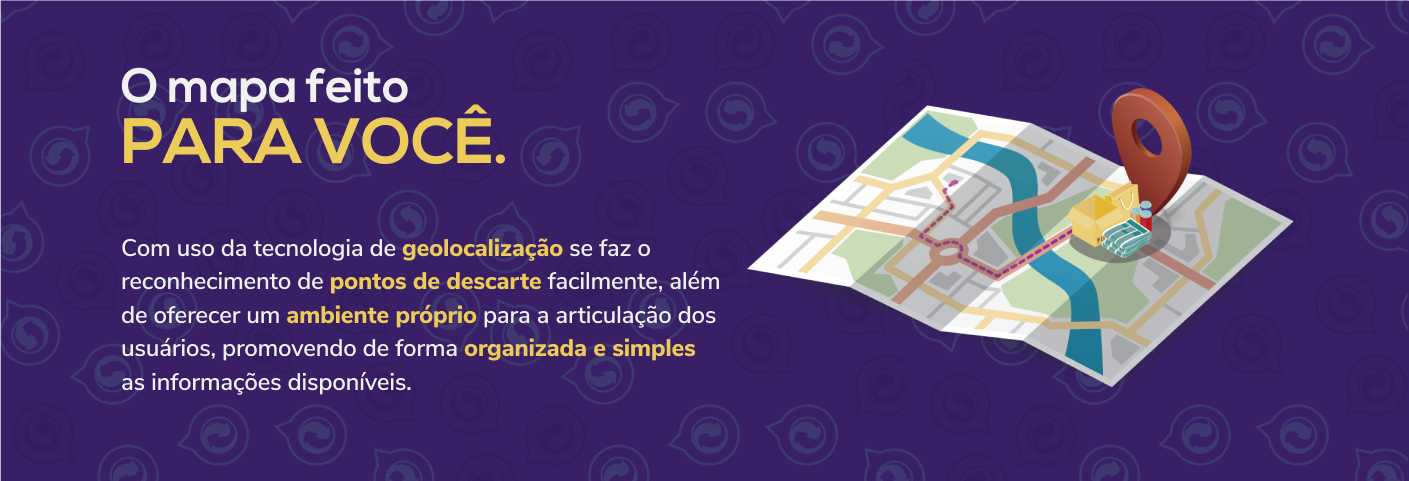 O mapa feito
PARA VOCÊ.
Com uso da tecnologia de geolocalização se faz o
reconhecimento de pontos de descarte facilmente, além
de oferecer um ambiente próprio para a articulação dos
usuários, promovendo de forma organizada e simples
as informações disponíveis.